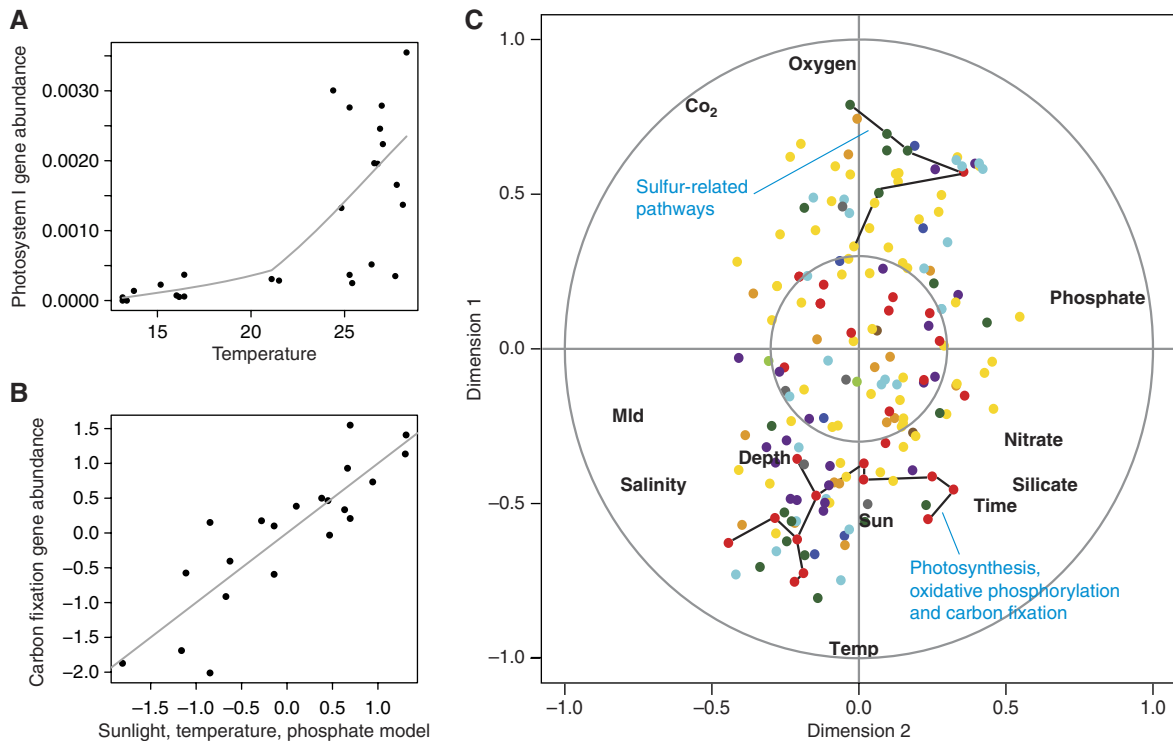 A
Photosystem I gene abundance
0.0030
0.0020
0.0010
0.0000
15
20
25
Temperature
B
Carbon fixation gene abundance
1.5
1.0
0.5
0.0
−0.5
−1.0
−1.5
−2.0
−1.5
−1.0
−0.5
0.0
0.5
1.0
Sunlight, temperature, phosphate model
C
Dimension 1
1.0
0.5
0.0
−0.5
−1.0
Oxygen
Co2
Sulfur-related
pathways
Phosphate
Mld
Nitrate
Depth
Salinity
Silicate
Time
Sun
Photosynthesis,
oxidative phosphorylation
and carbon fixation
Temp
−1.0
−0.5
0.0
0.5
1.0
Dimension 2